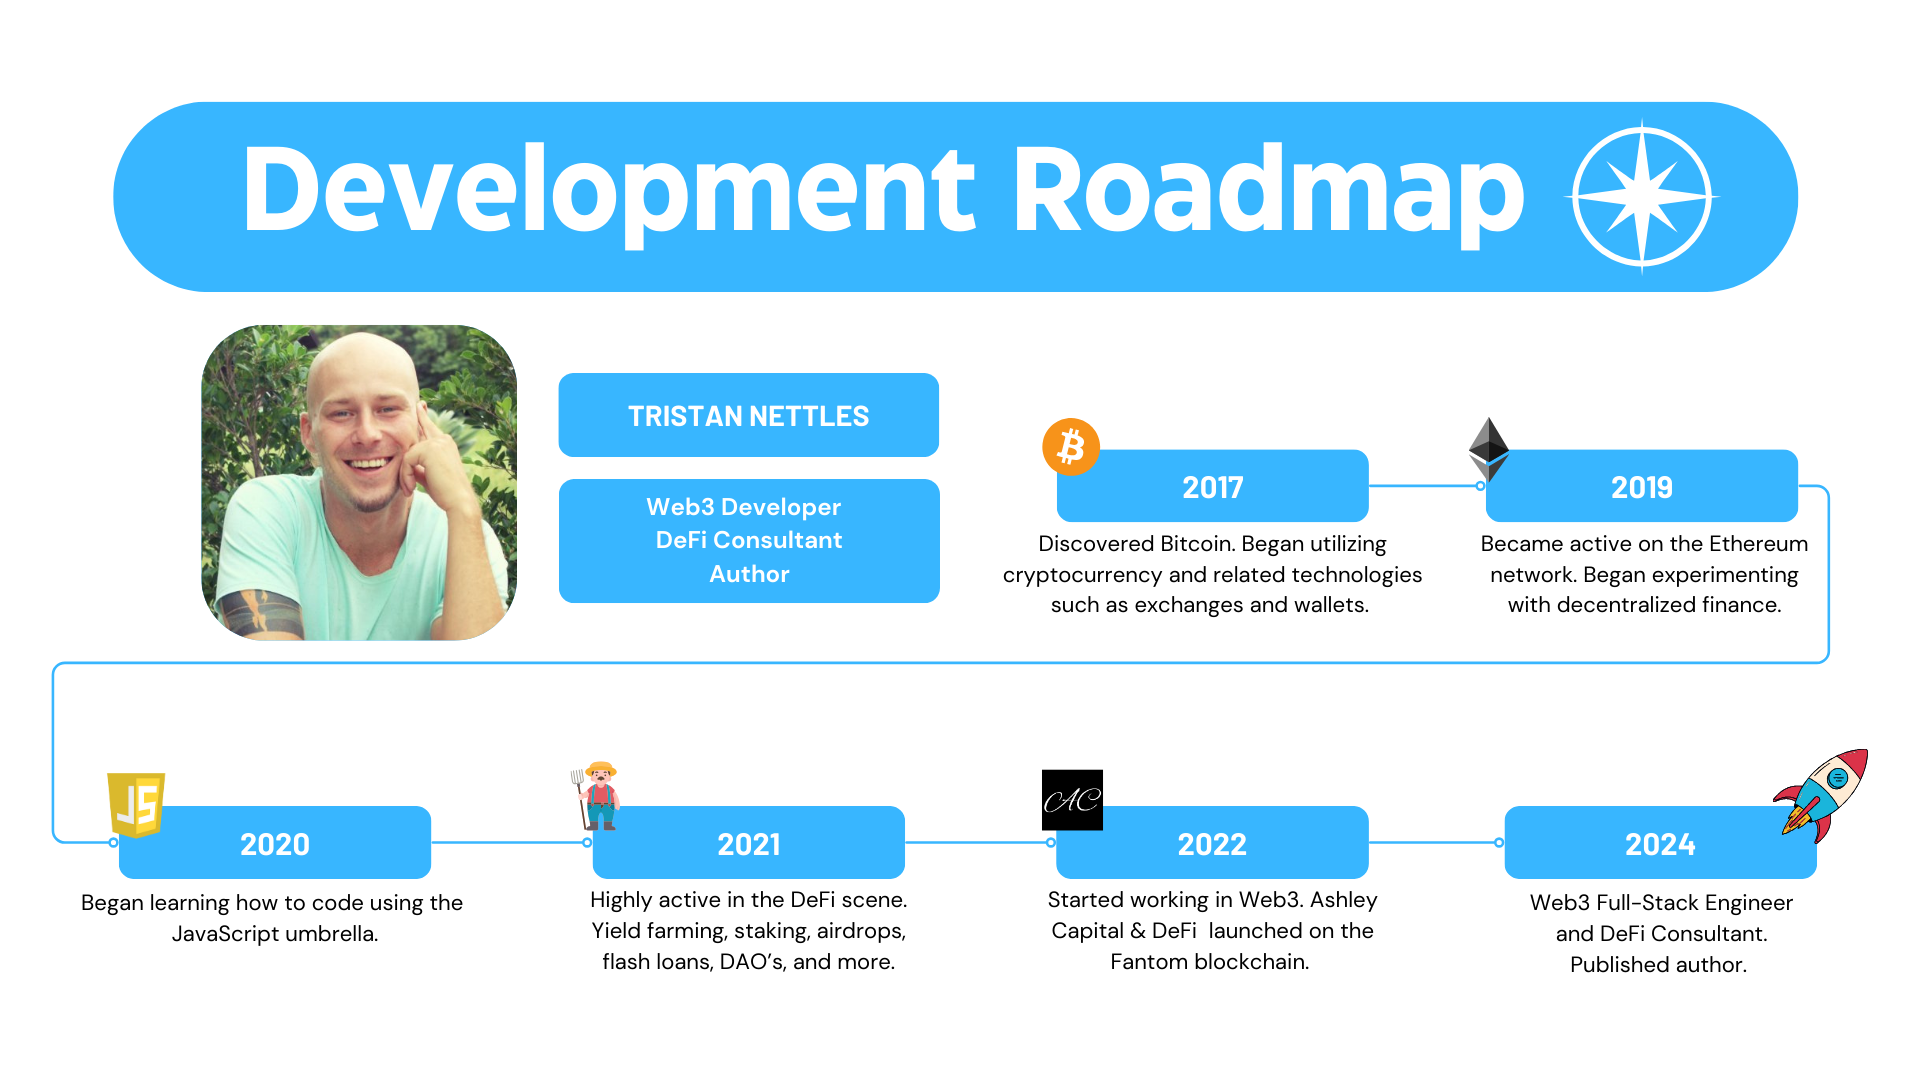 Development Roadmap
TRISTAN NETTLES
Web3 Developer
DeFi Consultant
Author
2017
Discovered Bitcoin. Began utilizing
cryptocurrency and related technologies
such as exchanges and wallets.
2019
Became active on the Ethereum
network. Began experimenting
with decentralized finance.
JS
2020
Began learning how to code using the
JavaScript umbrella.
2021
Highly active in the DeFi scene.
Yield farming, staking, airdrops,
flash loans, DAO’s, and more.
AC
2022
Started working in Web3. Ashley
Capital & DeFi  launched on the
Fantom blockchain.
2024
Web3 Full-Stack Engineer
and DeFi Consultant.
Published author.